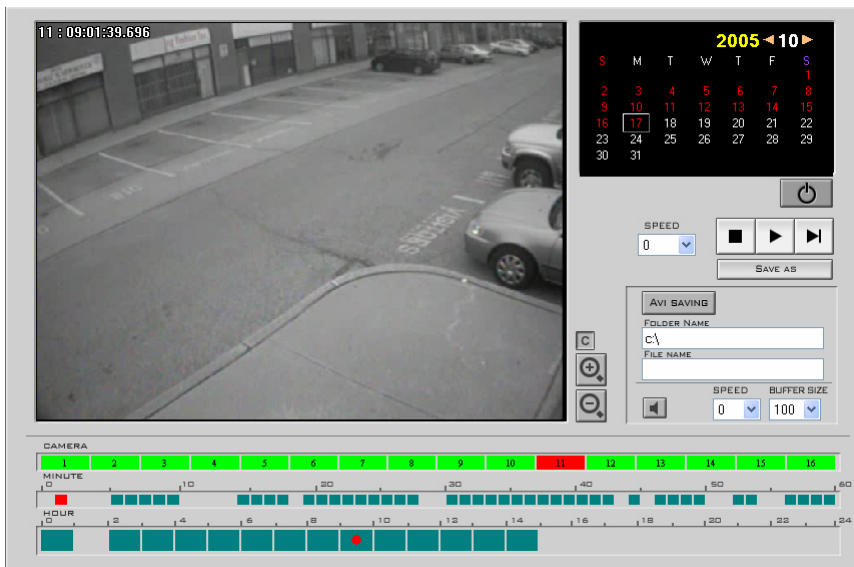 11 : 09:01:39.696
VISITORS
2005 10
S M T W T F S
1
2 3 4 5 6 7 8
9 10 11 12 13 14 15
16 17 18 19 20 21 22
23 24 25 26 27 28 29
30 31
SPEED
0
SAVE AS
AVI SAVING
FOLDER NAME
c:\
FILE NAME
C
SPEED BUFFER SIZE
0 100
CAMERA
1 2 3 4 5 6 7 8 9 10 11 12 13 14 15 16
MINUTE
0 10 20 30 40 50 60
HOUR
0 2 4 6 8 10 12 14 16 18 20 22 24